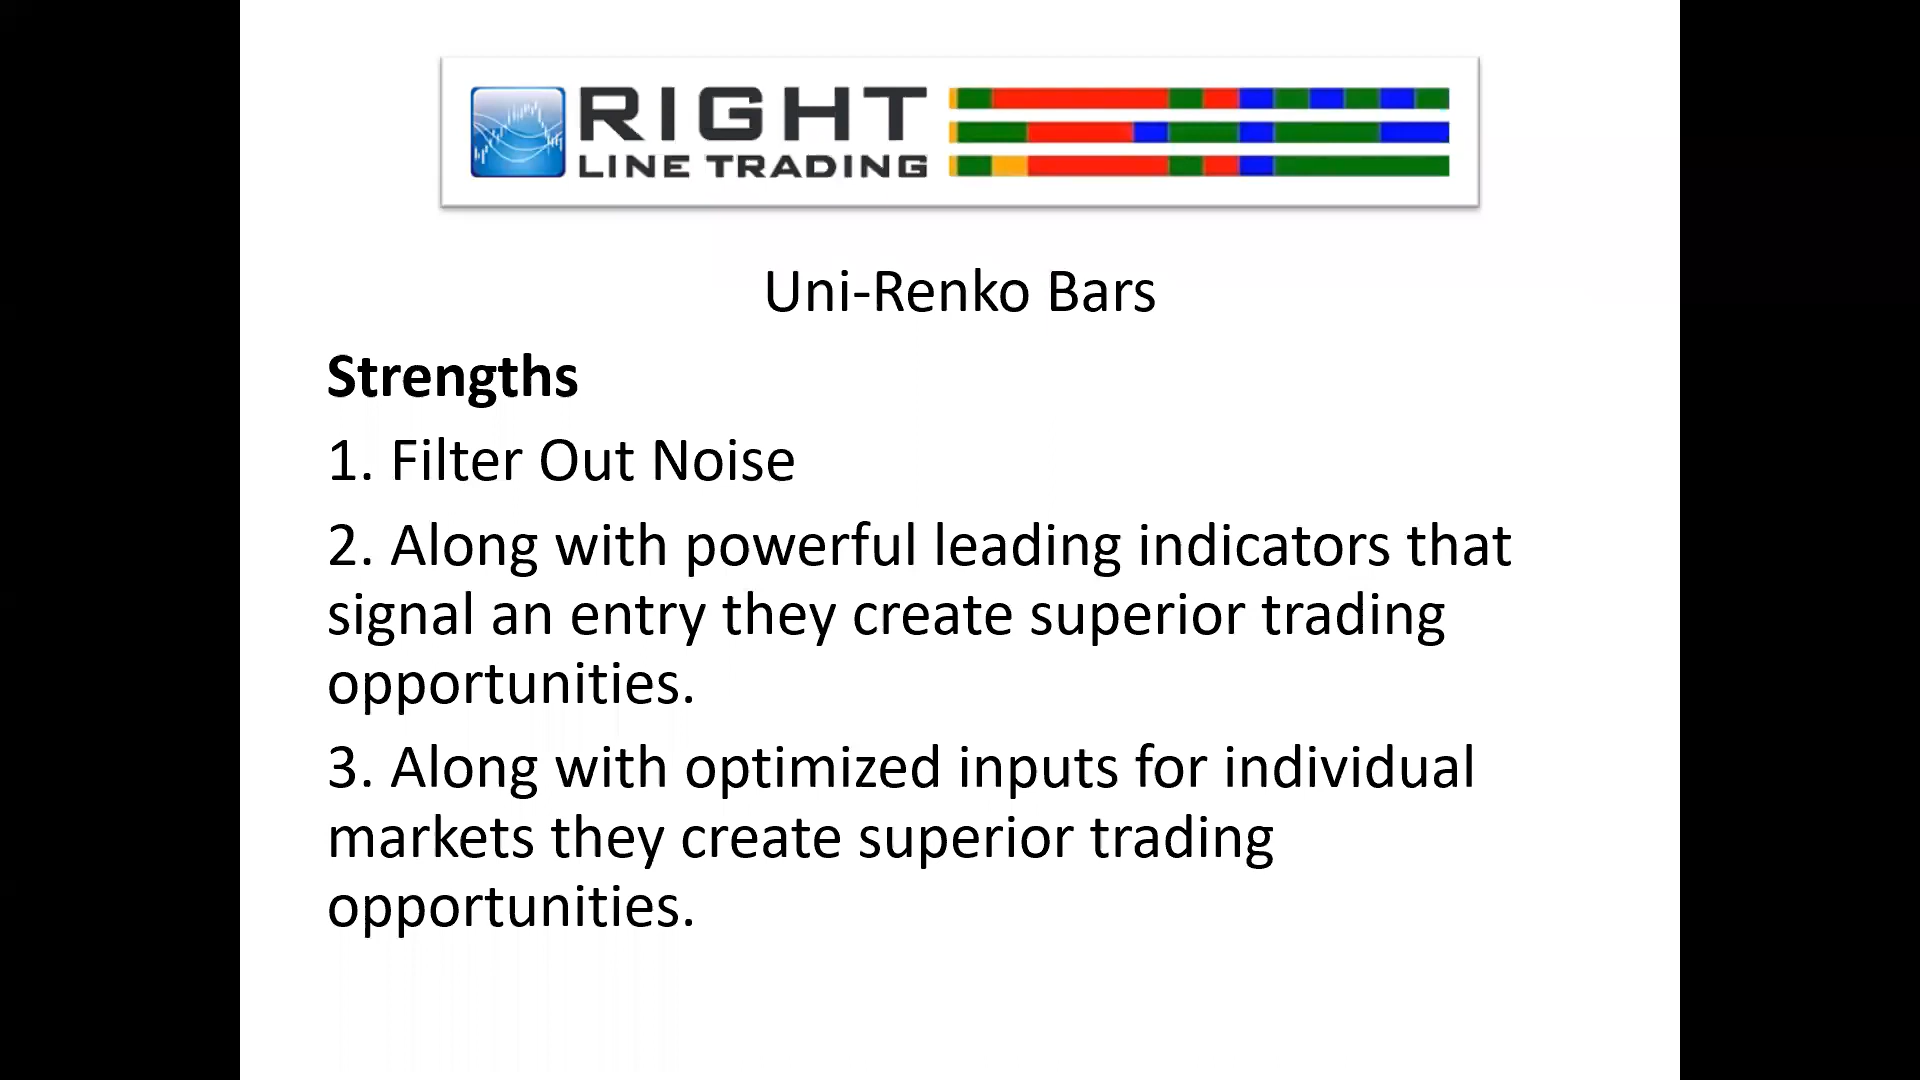 RIGHT
LINE TRADING
Uni-Renko Bars
Strengths
1. Filter Out Noise
2. Along with powerful leading indicators that
signal an entry they create superior trading
opportunities.
3. Along with optimized inputs for individual
markets they create superior trading
opportunities.